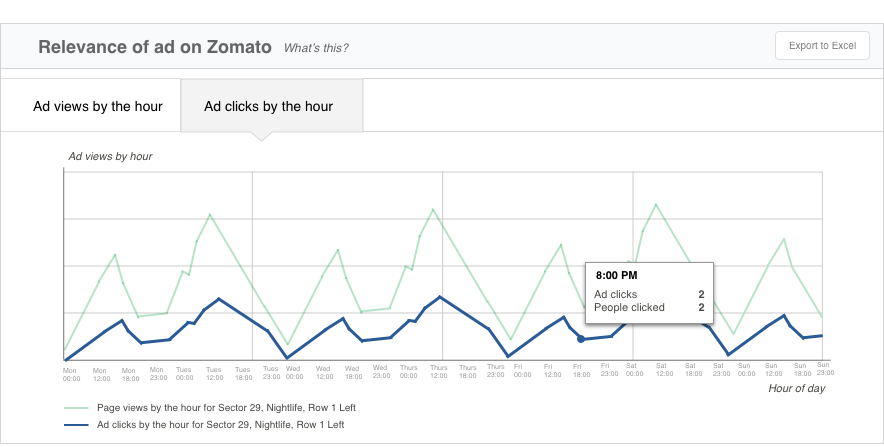 Relevance of ad on Zomato What's this? Export to Excel
Ad views by the hour Ad clicks by the hour
Ad views by hour
8:00 PM
Ad clicks 2
People clicked 2
Mon Mon Mon Mon Tues Tues Tues Tues Wed Wed Wed Wed Thurs Thurs Thurs Thurs Fri Fri Fri Fri Sat Sat Sat Sat Sun Sun Sun Sun
00:00 12:00 18:00 23:00 00:00 12:00 18:00 23:00 00:00 12:00 18:00 23:00 00:00 12:00 18:00 23:00 00:00 12:00 18:00 23:00 00:00 12:00 18:00 23:00 00:00 12:00 18:00 23:00
Hour of day
Page views by the hour for Sector 29, Nightlife, Row 1 Left
Ad clicks by the hour for Sector 29, Nightlife, Row 1 Left